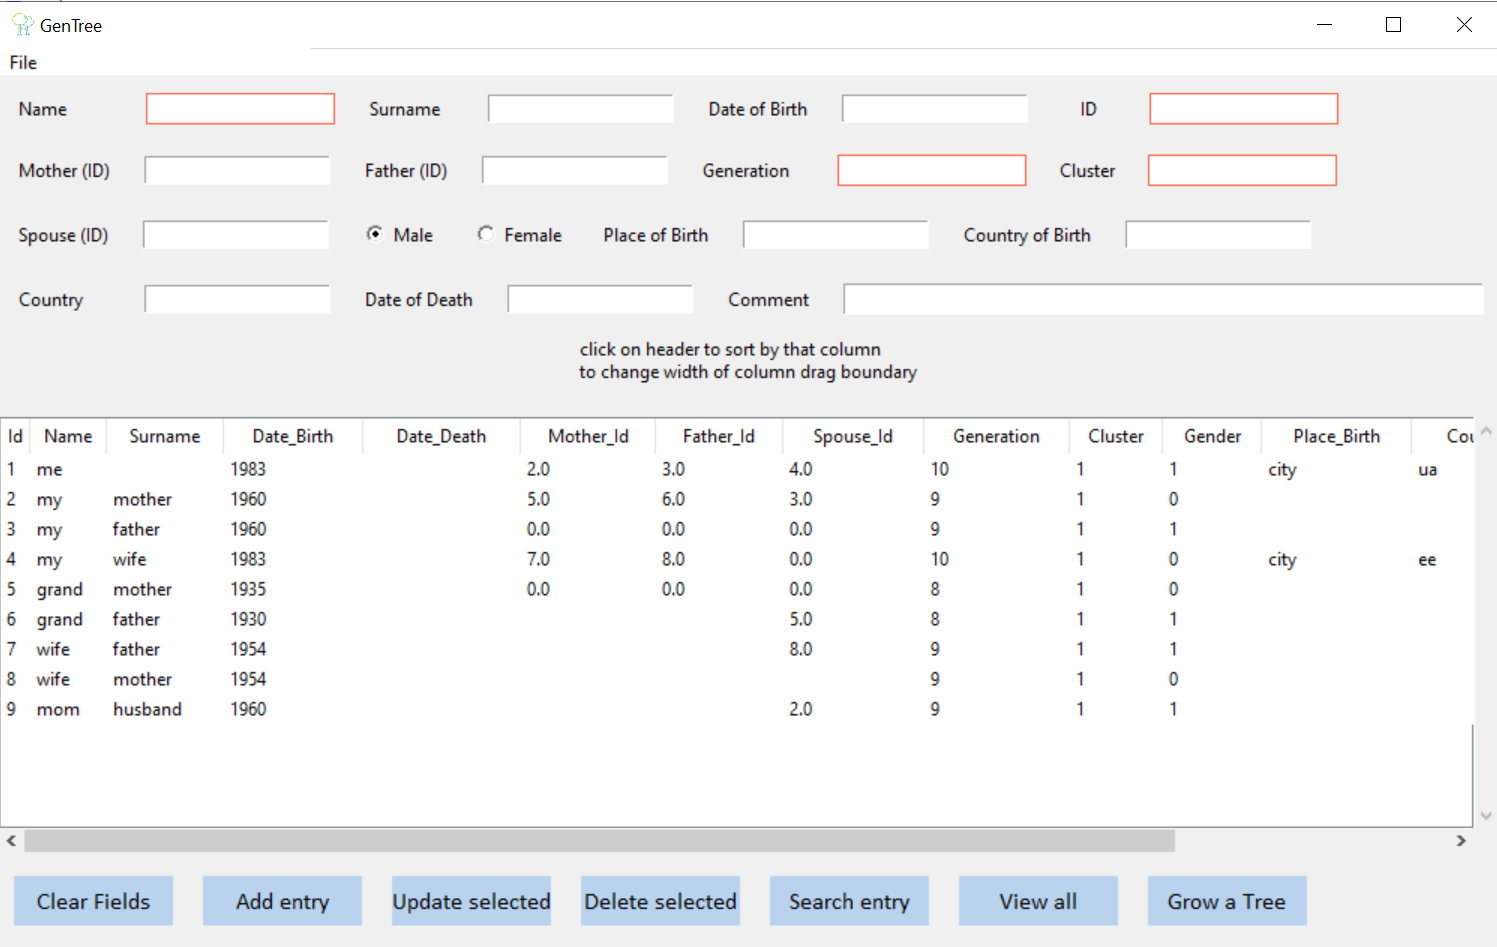 GenTree
File
Name Surname Date of Birth ID
Mother (ID) Father (ID) Generation Cluster
Spouse (ID) Male Female Place of Birth Country of Birth
Country Date of Death Comment
click on header to sort by that column
to change width of column drag boundary
Id Name Surname Date_Birth Date_Death Mother_Id Father_Id Spouse_Id Generation Cluster Gender Place_Birth Cou
1 me 1983 2.0 3.0 4.0 10 1 1 city ua
2 my mother 1960 5.0 6.0 3.0 9 1 0
3 my father 1960 0.0 0.0 0.0 9 1 1
4 my wife 1983 7.0 8.0 0.0 10 1 0 city ee
5 grand mother 1935 0.0 0.0 0.0 8 1 0
6 grand father 1930 5.0 8 1 1
7 wife father 1954 8.0 9 1 1
8 wife mother 1954 9 1 0
9 mom husband 1960 2.0 9 1 1
Clear Fields Add entry Update selected Delete selected Search entry View all Grow a Tree